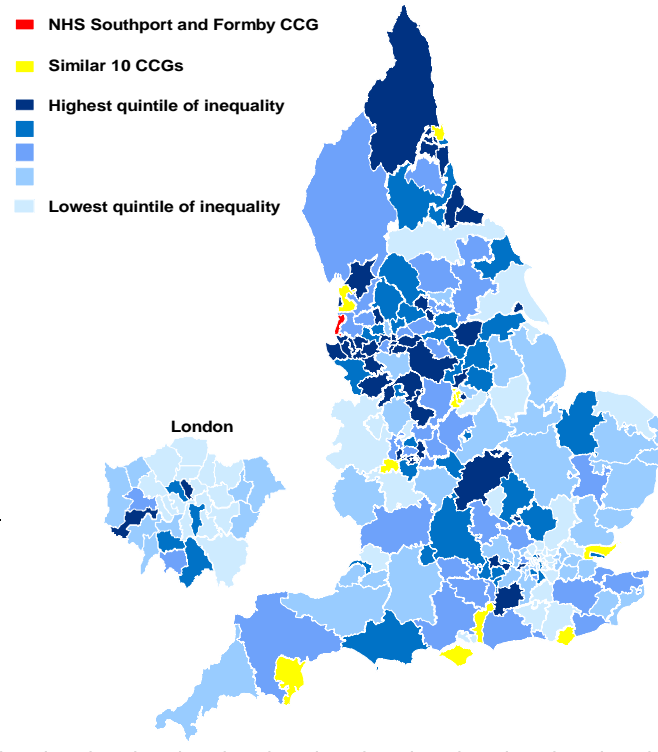 NHS Southport and Formby CCG
Similar 10 CCGs
Highest quintile of inequality
Lowest quintile of inequality
London